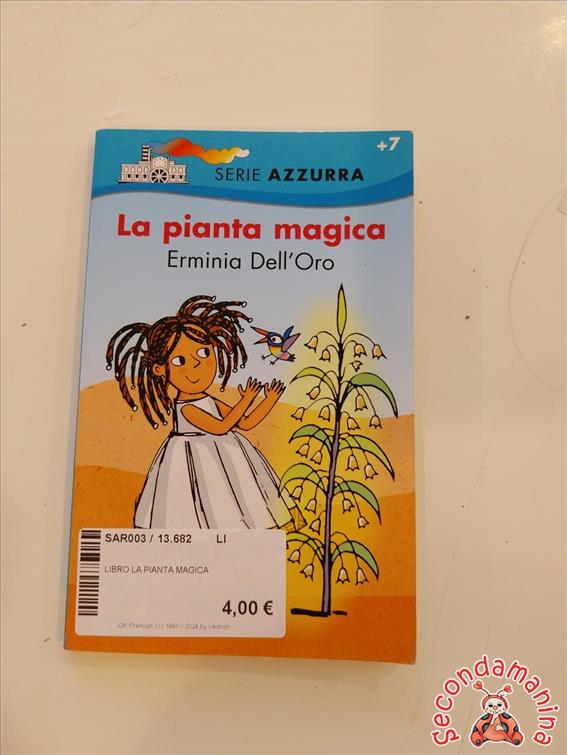 +7
SERIE AZZURRA
La pianta magica
Erminia Dell'Oro
SAR003 / 13.682 LI
LIBRO LA PIANTA MAGICA
4,00 €
J2K Premium (c) 1991 - 2024 by Ledtron
Secondamanina